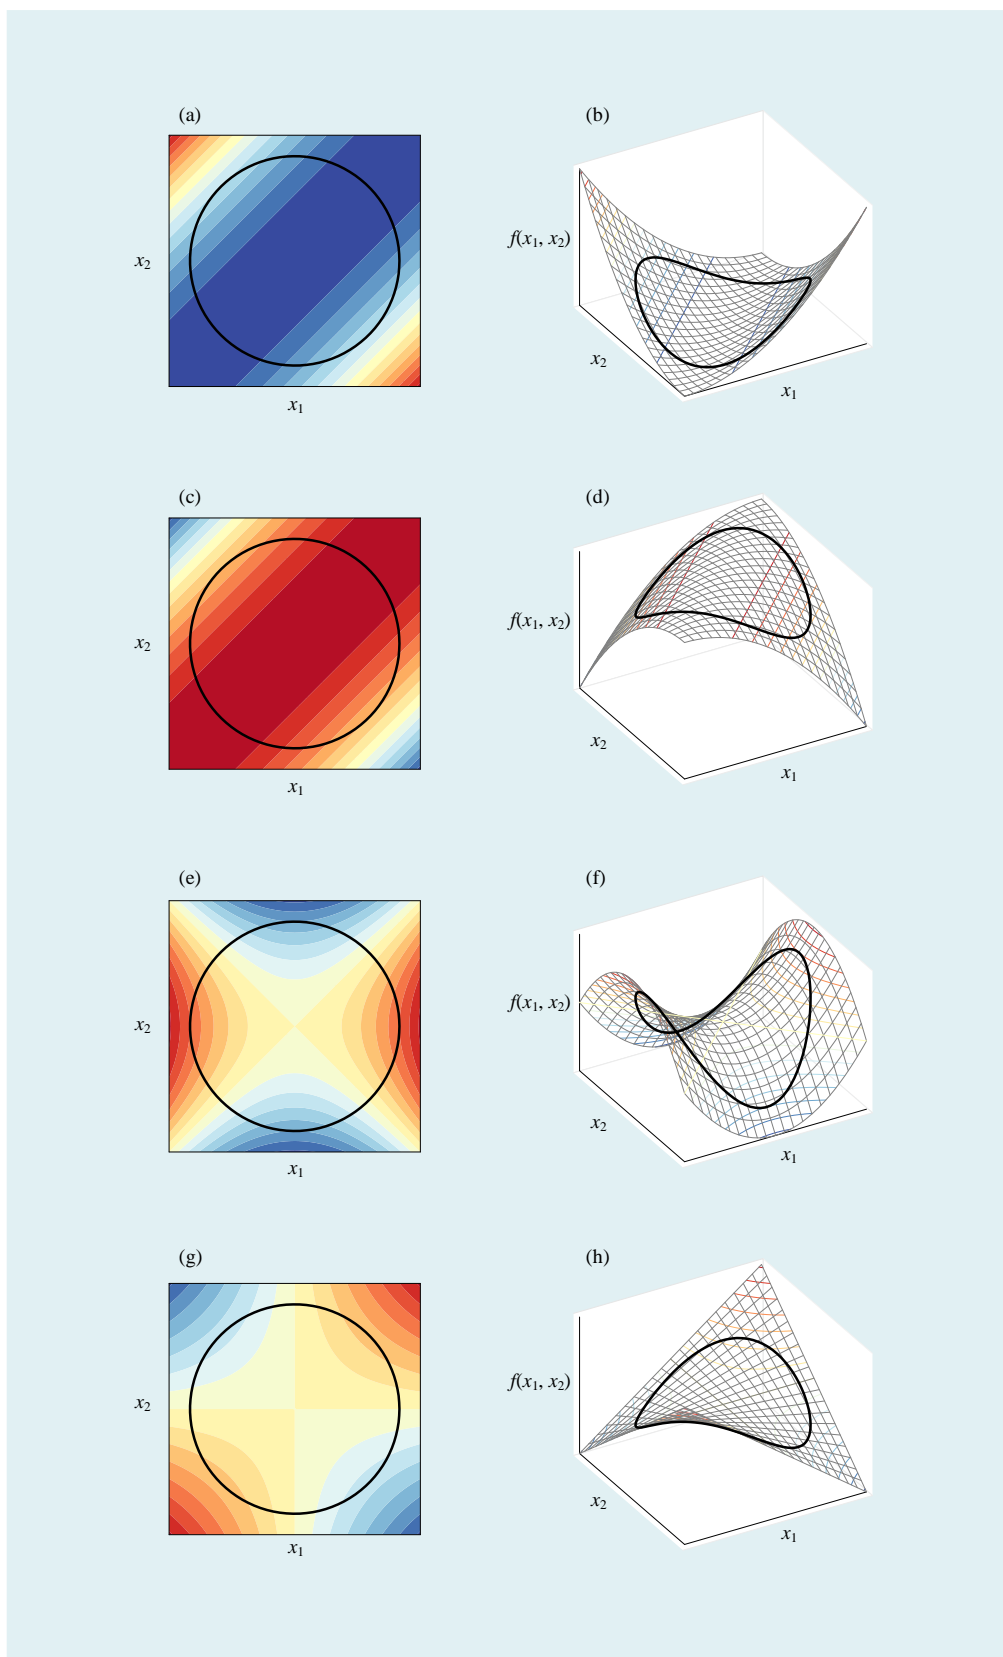 (a)
(b)
x₂
f(x₁, x₂)
x₂
x₁
x₁
(c)
(d)
x₂
f(x₁, x₂)
x₂
x₁
x₁
(e)
(f)
x₂
f(x₁, x₂)
x₂
x₁
x₁
(g)
(h)
x₂
f(x₁, x₂)
x₂
x₁
x₁